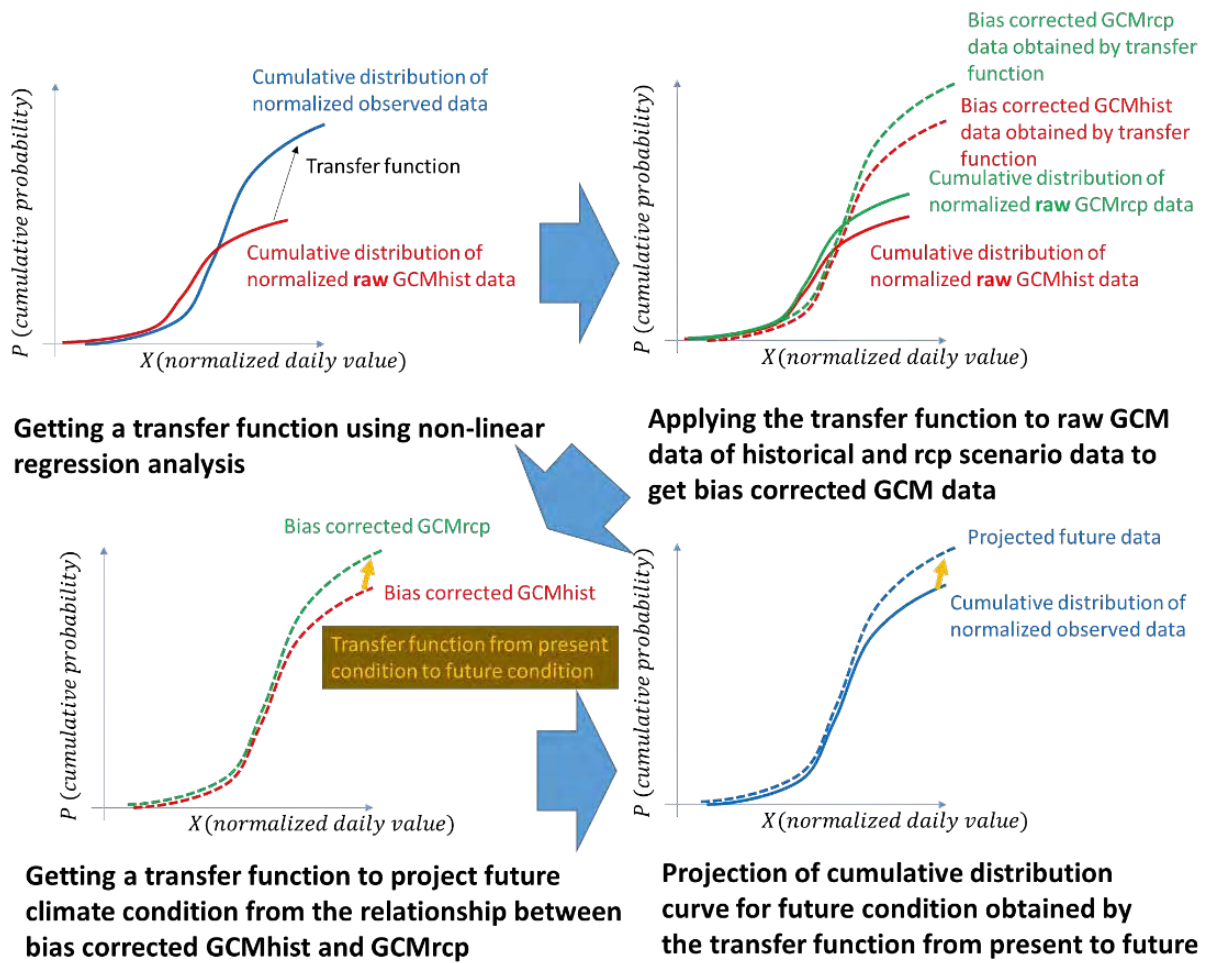 P (cumulative probability)
Cumulative distribution of
normalized observed data
Transfer function
Cumulative distribution of
normalized raw GCMhist data
X(normalized daily value)
Getting a transfer function using non-linear
regression analysis
P (cumulative probability)
Bias corrected GCMrcp
data obtained by transfer
function
Bias corrected GCMhist
data obtained by transfer
function
Cumulative distribution of
normalized raw GCMrcp data
Cumulative distribution of
normalized raw GCMhist data
X(normalized daily value)
Applying the transfer function to raw GCM
data of historical and rcp scenario data to
get bias corrected GCM data
P (cumulative probability)
Bias corrected GCMrcp
Bias corrected GCMhist
Transfer function from present
condition to future condition
X(normalized daily value)
Getting a transfer function to project future
climate condition from the relationship between
bias corrected GCMhist and GCMrcp
P (cumulative probability)
Projected future data
Cumulative distribution of
normalized observed data
X(normalized daily value)
Projection of cumulative distribution
curve for future condition obtained by
the transfer function from present to future